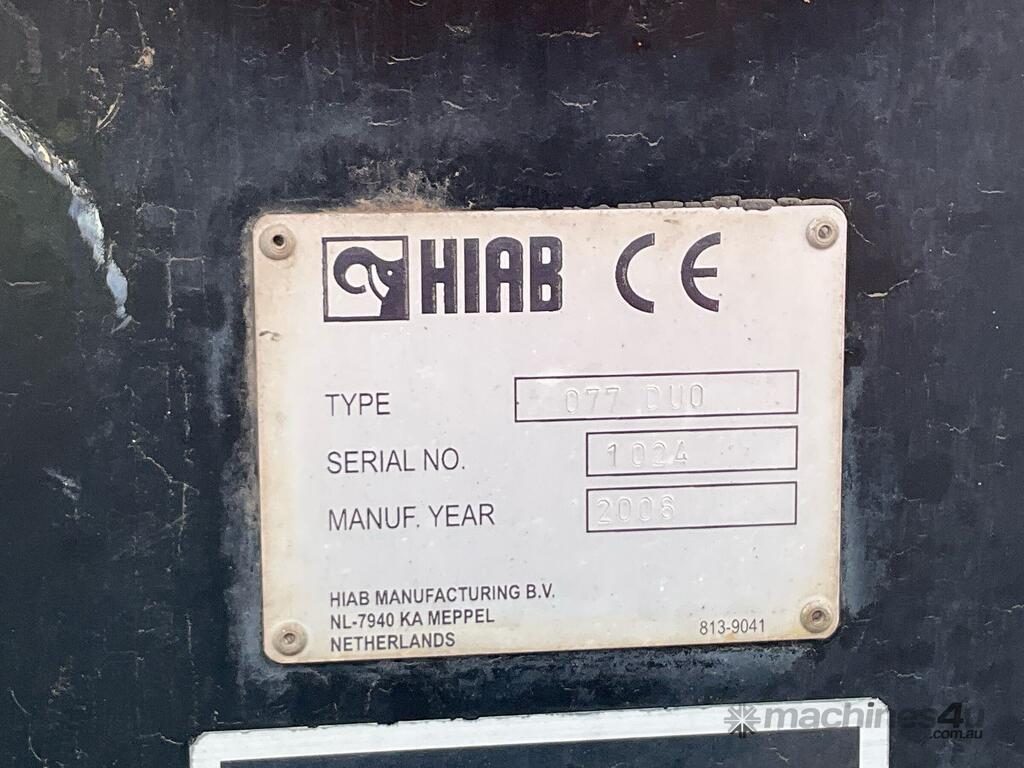 HIAB CE
TYPE 077 DUO
SERIAL NO. 1024
MANUF. YEAR 2006
HIAB MANUFACTURING B.V.
NL-7940 KA MEPPEL
NETHERLANDS
813-9041
machines4u
.com.au